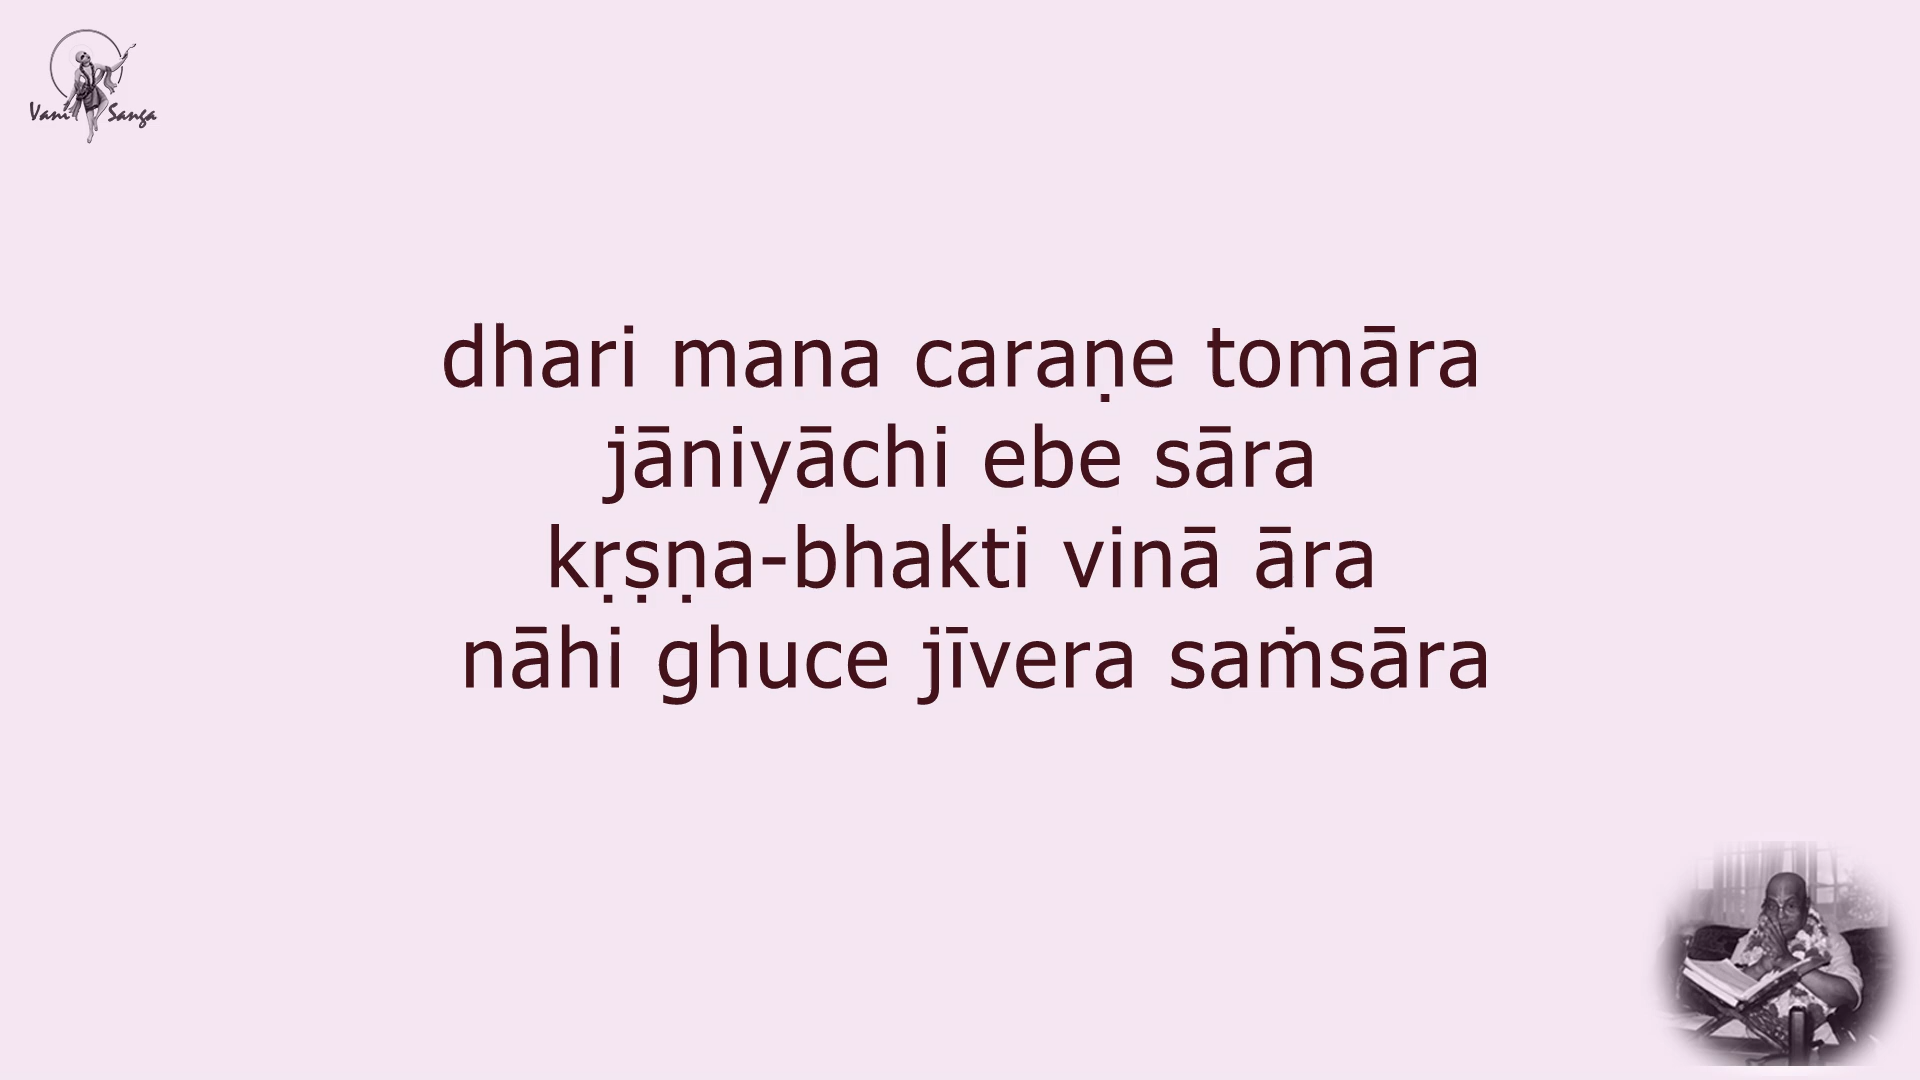 Vani Sanga
dhari mana caraṇe tomāra
jāniyāchi ebe sāra
kṛṣṇa-bhakti vinā āra
nāhi ghuce jīvera saṁsāra